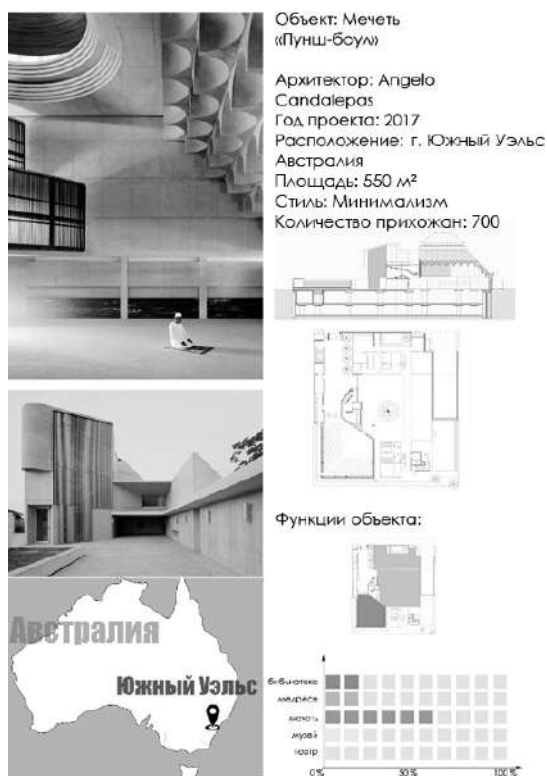 Объект: Мечеть
«Пунш-боул»
Архитектор: Angelo
Candalepas
Год проекта: 2017
Расположение: г. Южный Уэльс
Австралия
Площадь: 550 м²
Стиль: Минимализм
Количество прихожан: 700
Функции объекта:
Австралия
Южный Уэльс
библиотека
медресе
мечеть
музей
театр
0 %
50 %
100 %